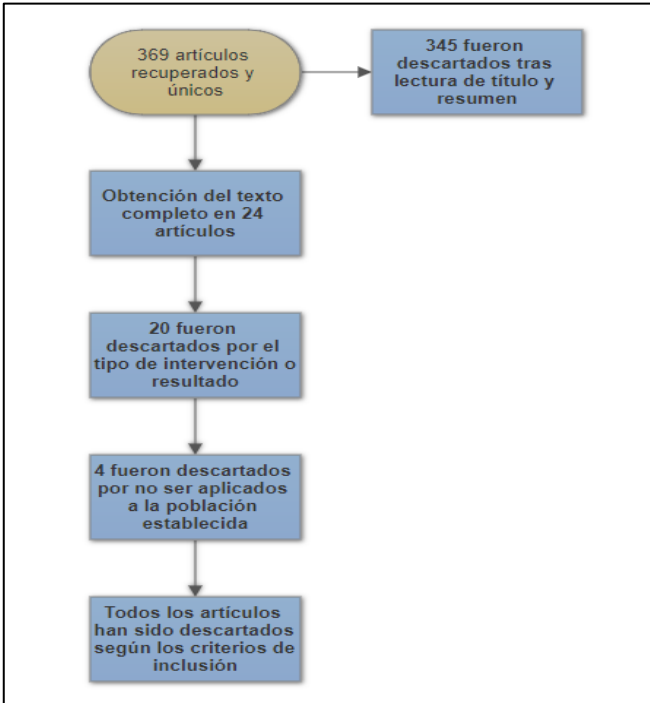 369 artículos
recuperados y
únicos
345 fueron
descartados tras
lectura de título y
resumen
Obtención del texto
completo en 24
artículos
20 fueron
descartados por el
tipo de intervención o
resultado
4 fueron descartados
por no ser aplicados
a la población
establecida
Todos los artículos
han sido descartados
según los criterios de
inclusión